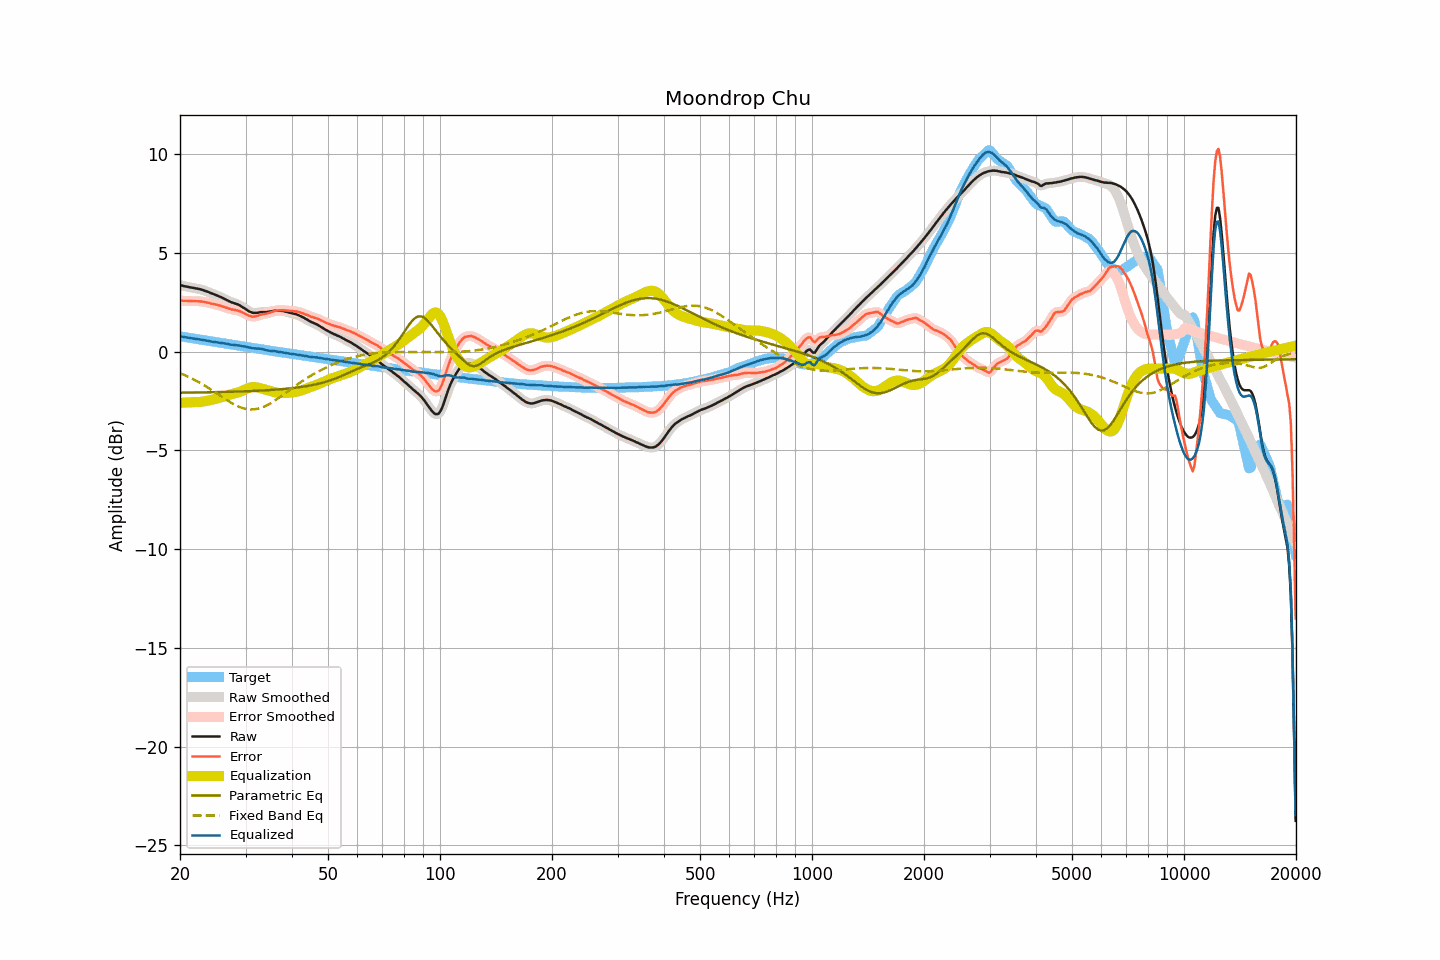 Moondrop Chu
10
5
0
−5
−10
−15
−20
−25
Amplitude (dBr)
Target
Raw Smoothed
Error Smoothed
Raw
Error
Equalization
Parametric Eq
Fixed Band Eq
Equalized
20 50 100 200 500 1000 2000 5000 10000 20000
Frequency (Hz)